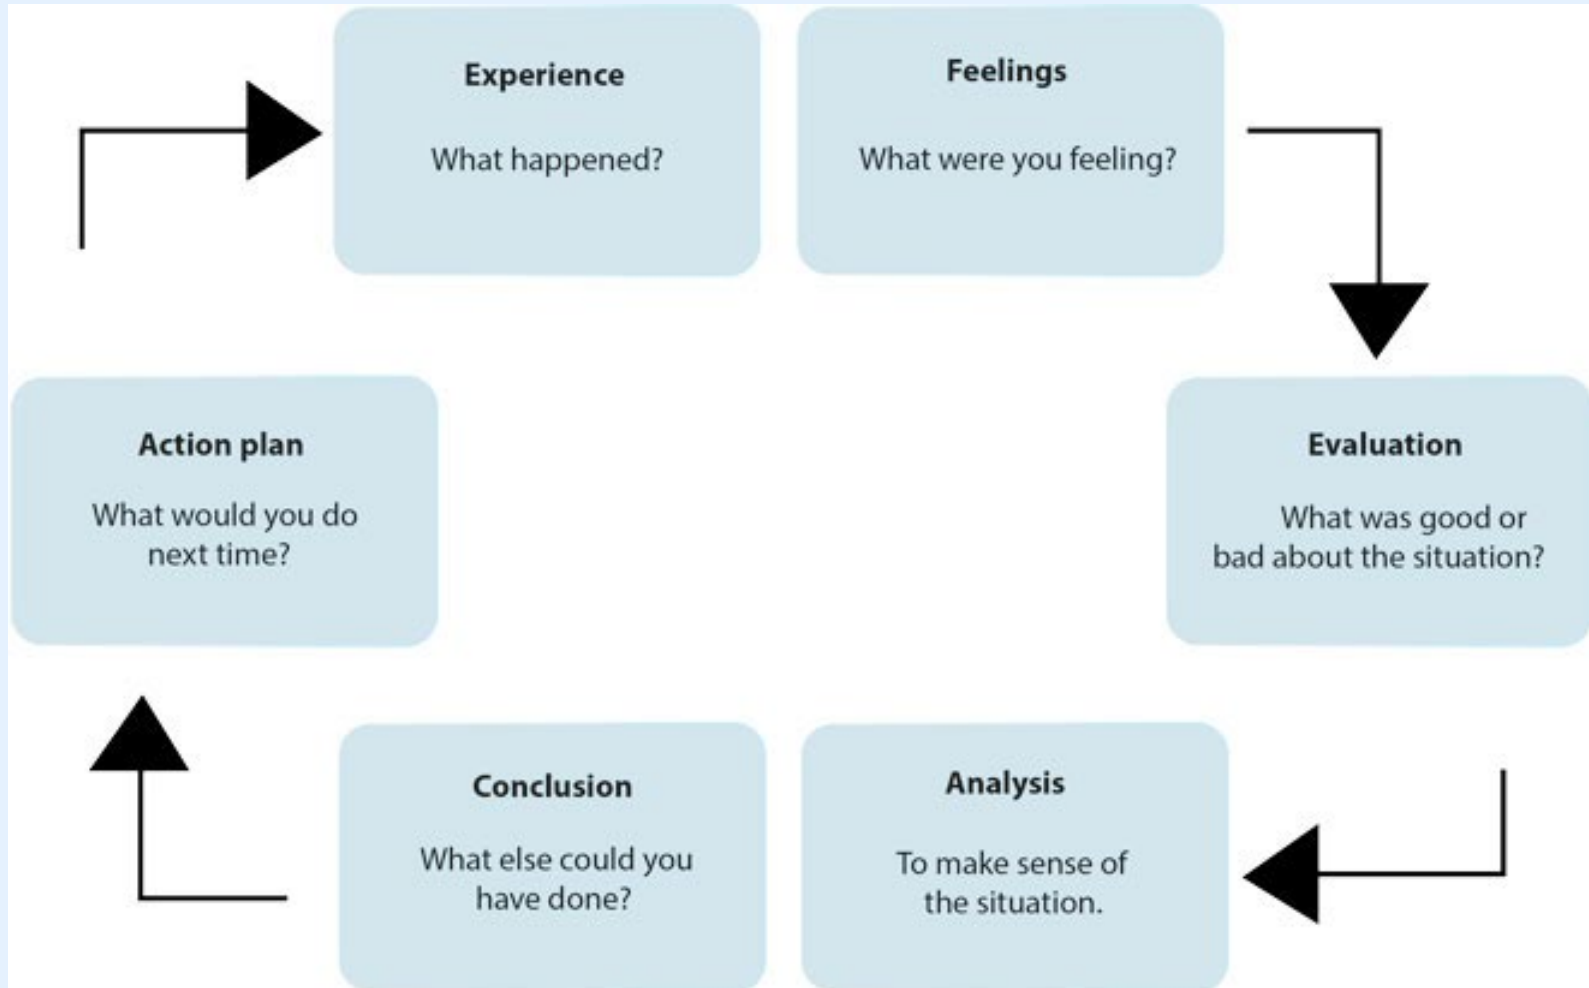 Experience
What happened?
Feelings
What were you feeling?
Evaluation
What was good or
bad about the situation?
Analysis
To make sense of
the situation.
Conclusion
What else could you
have done?
Action plan
What would you do
next time?